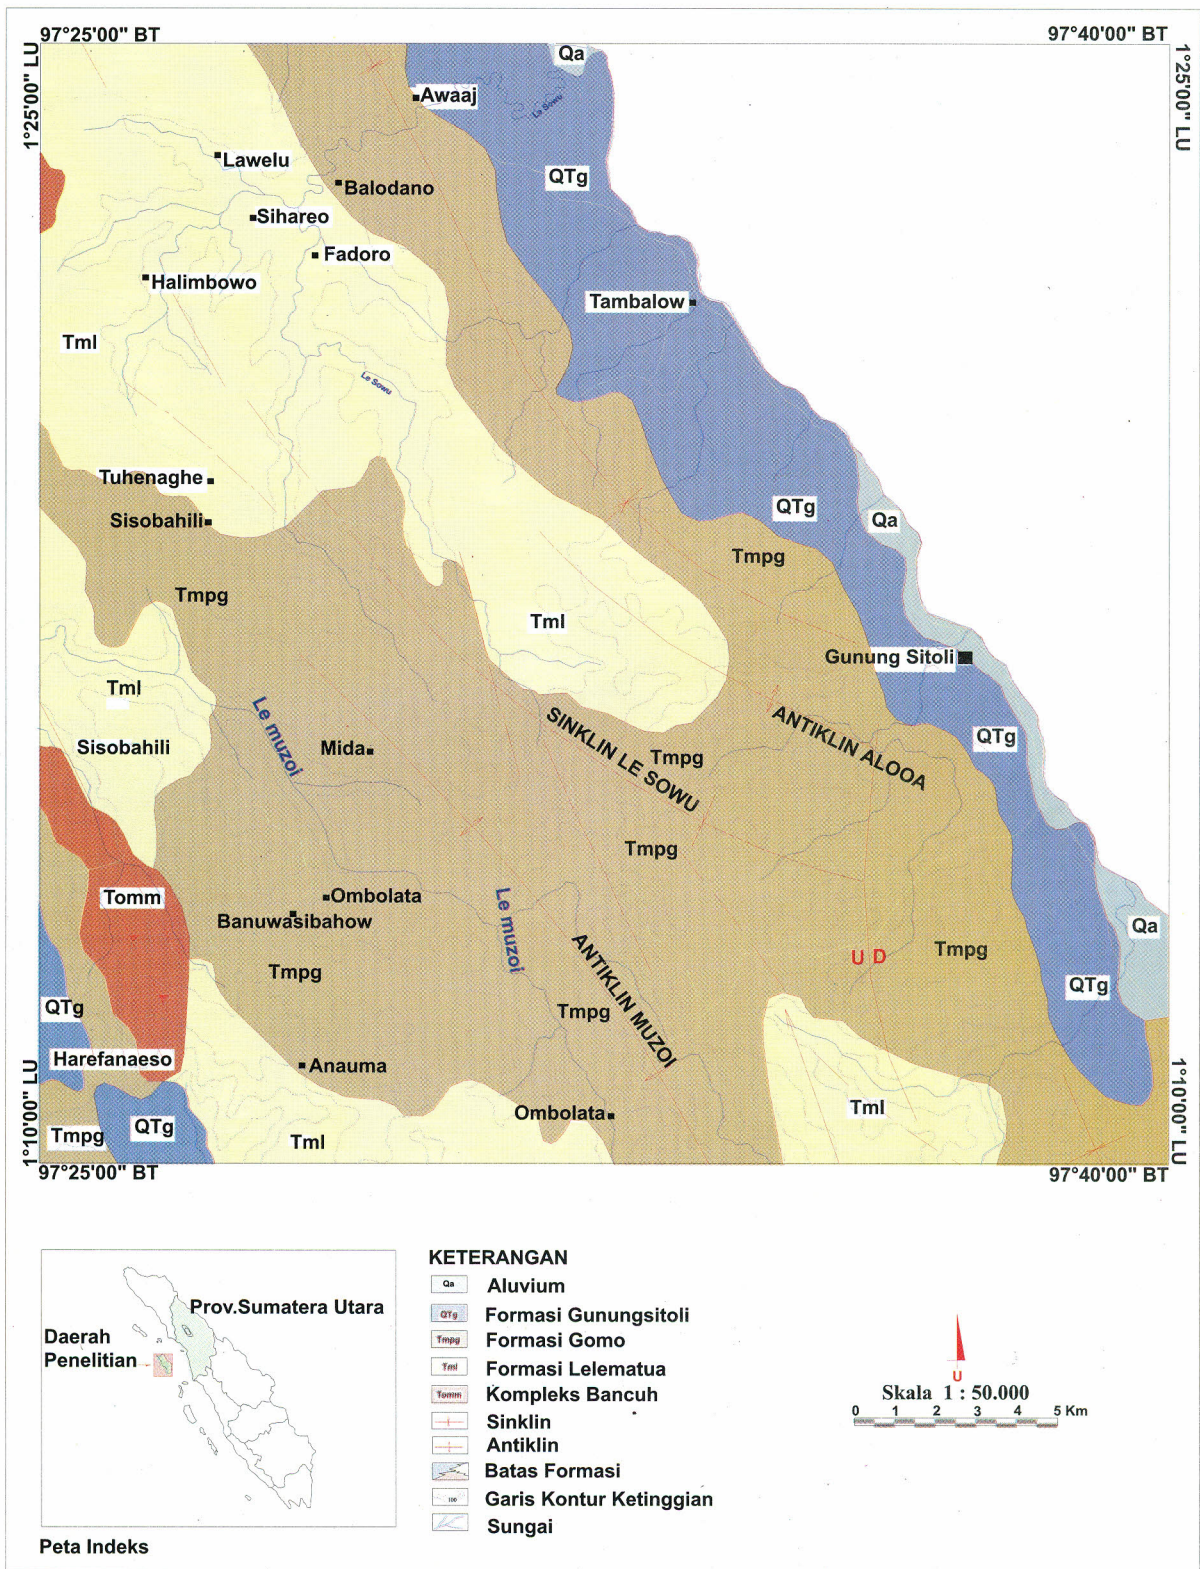 97°25'00" BT
97°40'00" BT
1°25'00" LU
1°25'00" LU
Qa
Awaaj
Le Sowu
Lawelu
QTg
Balodano
Sihareo
Fadoro
Halimbowo
Tambalow
Tml
Le Sowu
Tuhenaghe
QTg
Sisobahili
Qa
Tmpg
Tmpg
Tml
Gunung Sitoli
Tml
Le muzoi
SINKLIN LE SOWU
ANTIKLIN ALOOA
QTg
Sisobahili
Mida
Tmpg
Tmpg
Tomm
Ombolata
Banuwasibahow
Le muzoi
Qa
ANTIKLIN MUZOI
U D
Tmpg
Tmpg
QTg
QTg
Tmpg
Harefanaeso
Anauma
Ombolata
Tml
Tmpg
QTg
Tml
1°10'00" LU
1°10'00" LU
97°25'00" BT
97°40'00" BT
KETERANGAN
Qa Aluvium
QTg Formasi Gunungsitoli
Tmpg Formasi Gomo
Tml Formasi Lelematua
Tomm Kompleks Bancuh
Sinklin
Antiklin
Batas Formasi
100 Garis Kontur Ketinggian
Sungai
Prov.Sumatera Utara
Daerah
Penelitian
Peta Indeks
U
Skala 1 : 50.000
0 1 2 3 4 5 Km